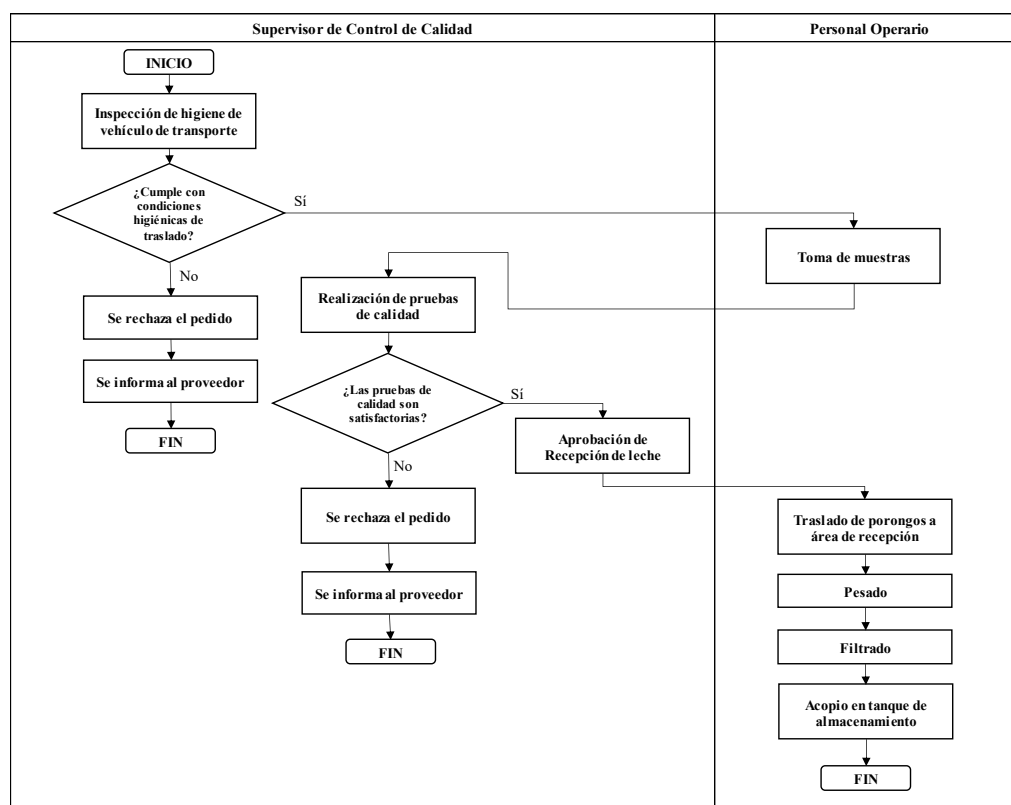 Supervisor de Control de Calidad
Personal Operario
INICIO
Inspección de higiene de
vehículo de transporte
¿Cumple con
condiciones
higiénicas de
traslado?
Sí
No
Toma de muestras
Se rechaza el pedido
Se informa al proveedor
FIN
Realización de pruebas
de calidad
¿Las pruebas de
calidad son
satisfactorias?
Sí
No
Aprobación de
Recepción de leche
Se rechaza el pedido
Se informa al proveedor
FIN
Traslado de porongos a
área de recepción
Pesado
Filtrado
Acopio en tanque de
almacenamiento
FIN